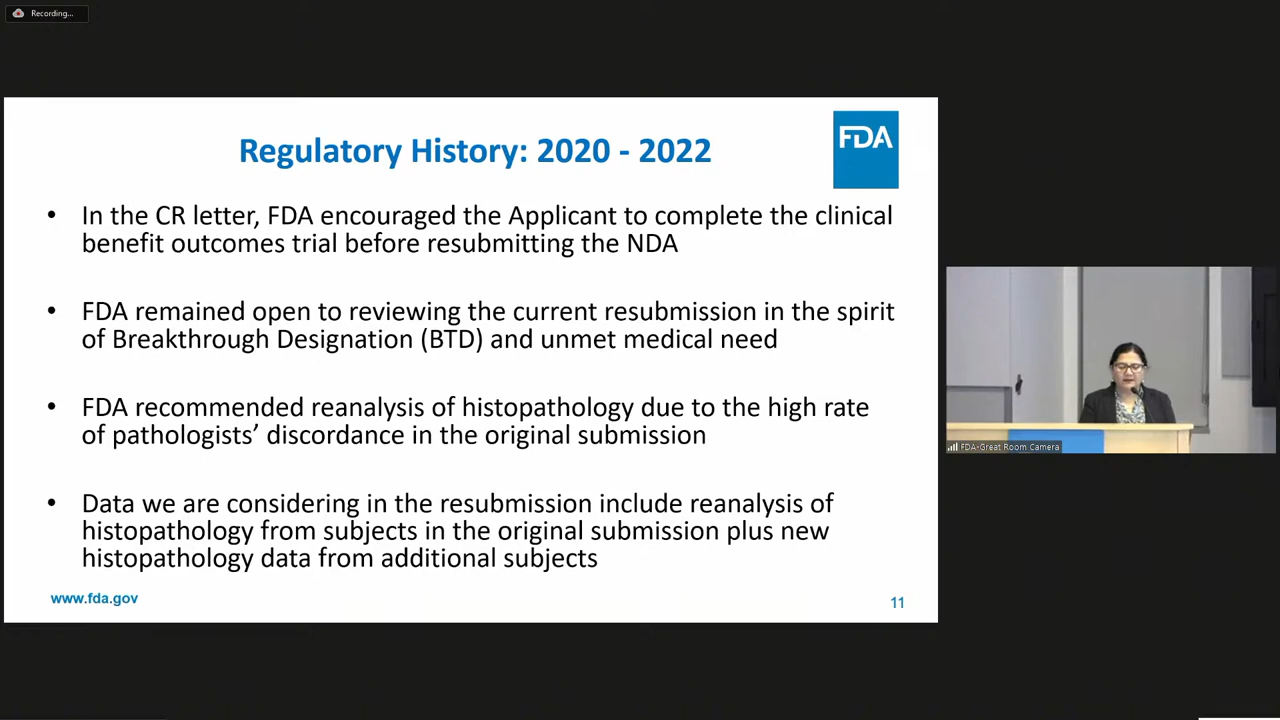 Recording...
Regulatory History: 2020 - 2022
FDA
• In the CR letter, FDA encouraged the Applicant to complete the clinical
benefit outcomes trial before resubmitting the NDA
• FDA remained open to reviewing the current resubmission in the spirit
of Breakthrough Designation (BTD) and unmet medical need
• FDA recommended reanalysis of histopathology due to the high rate
of pathologists’ discordance in the original submission
• Data we are considering in the resubmission include reanalysis of
histopathology from subjects in the original submission plus new
histopathology data from additional subjects
www.fda.gov
11
FDA-Great Room Camera